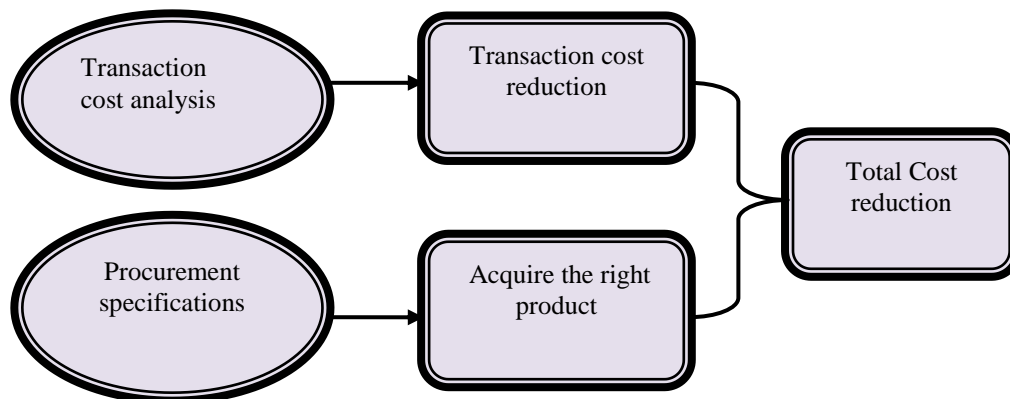 Transaction
cost analysis
Transaction cost
reduction
Total Cost
reduction
Procurement
specifications
Acquire the right
product